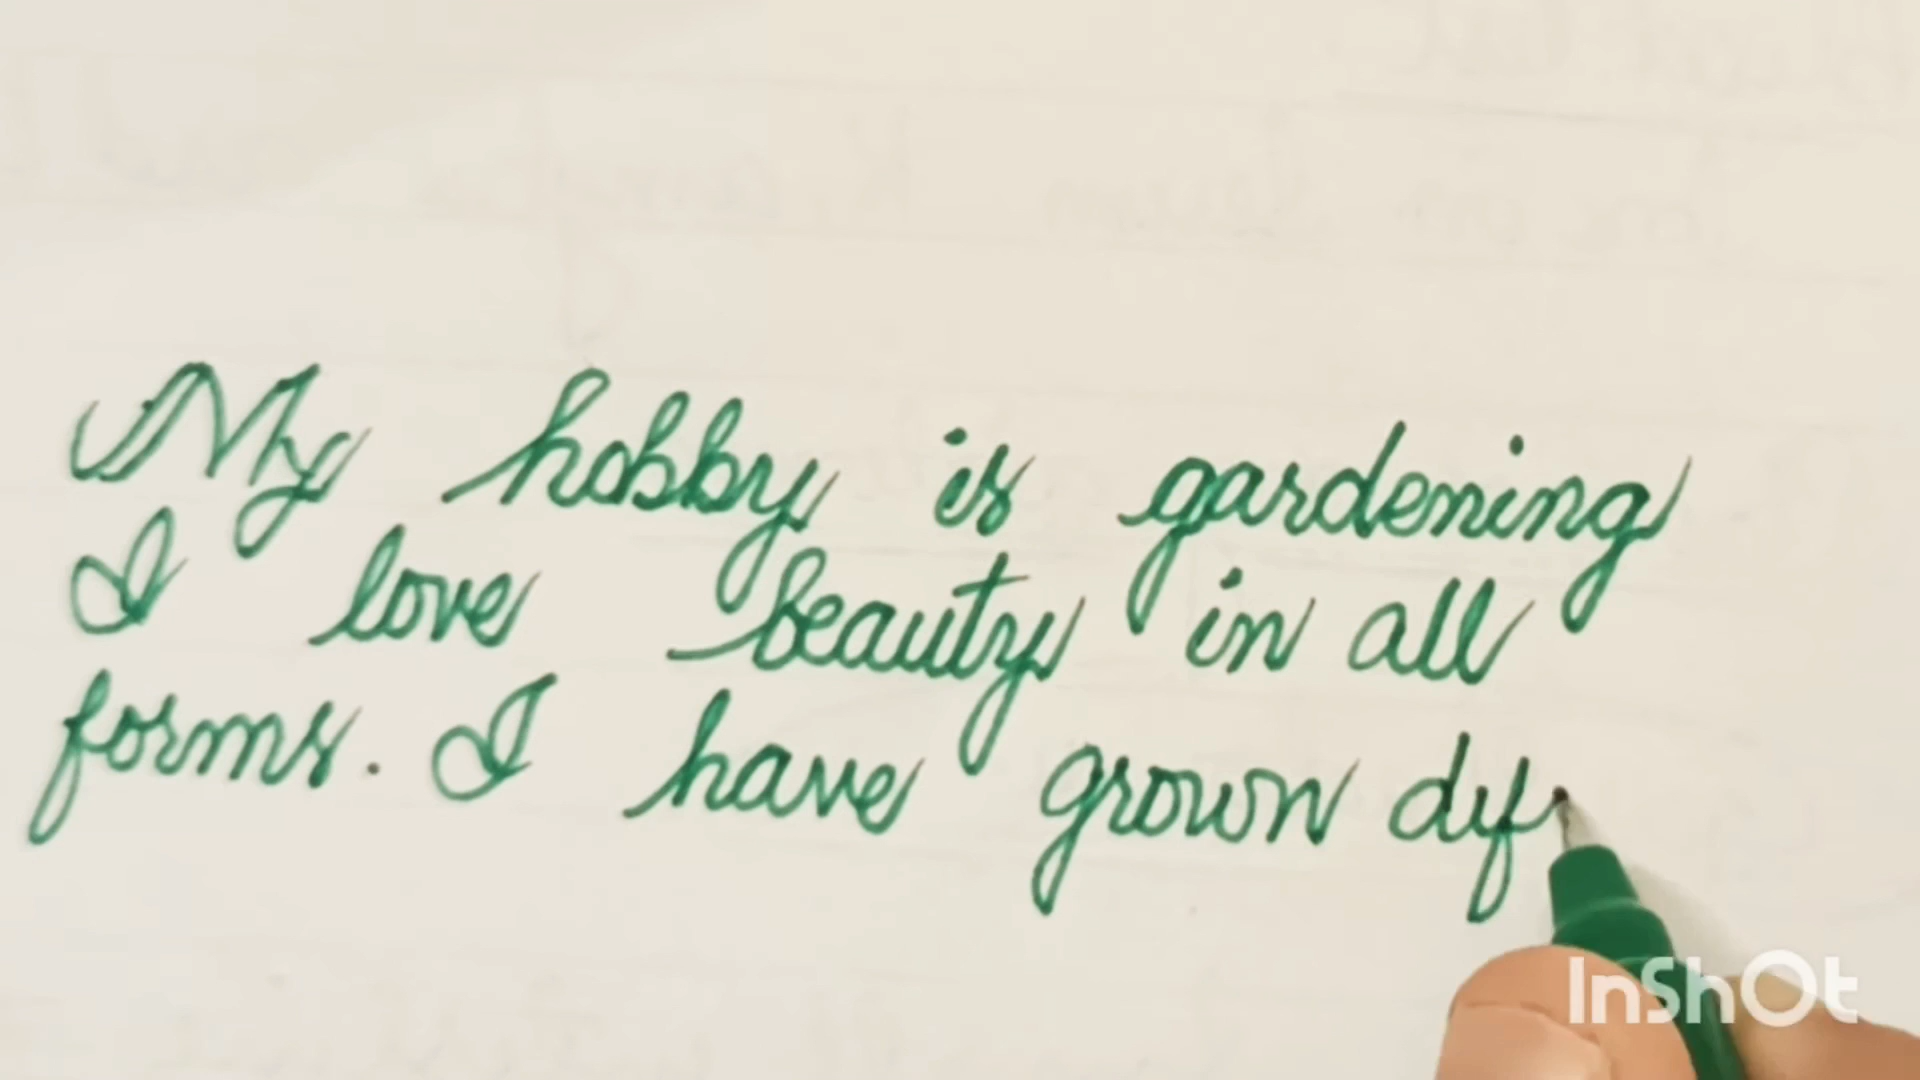 My hobby is gardening
I love beauty in all
forms. I have grown dif
InShOt